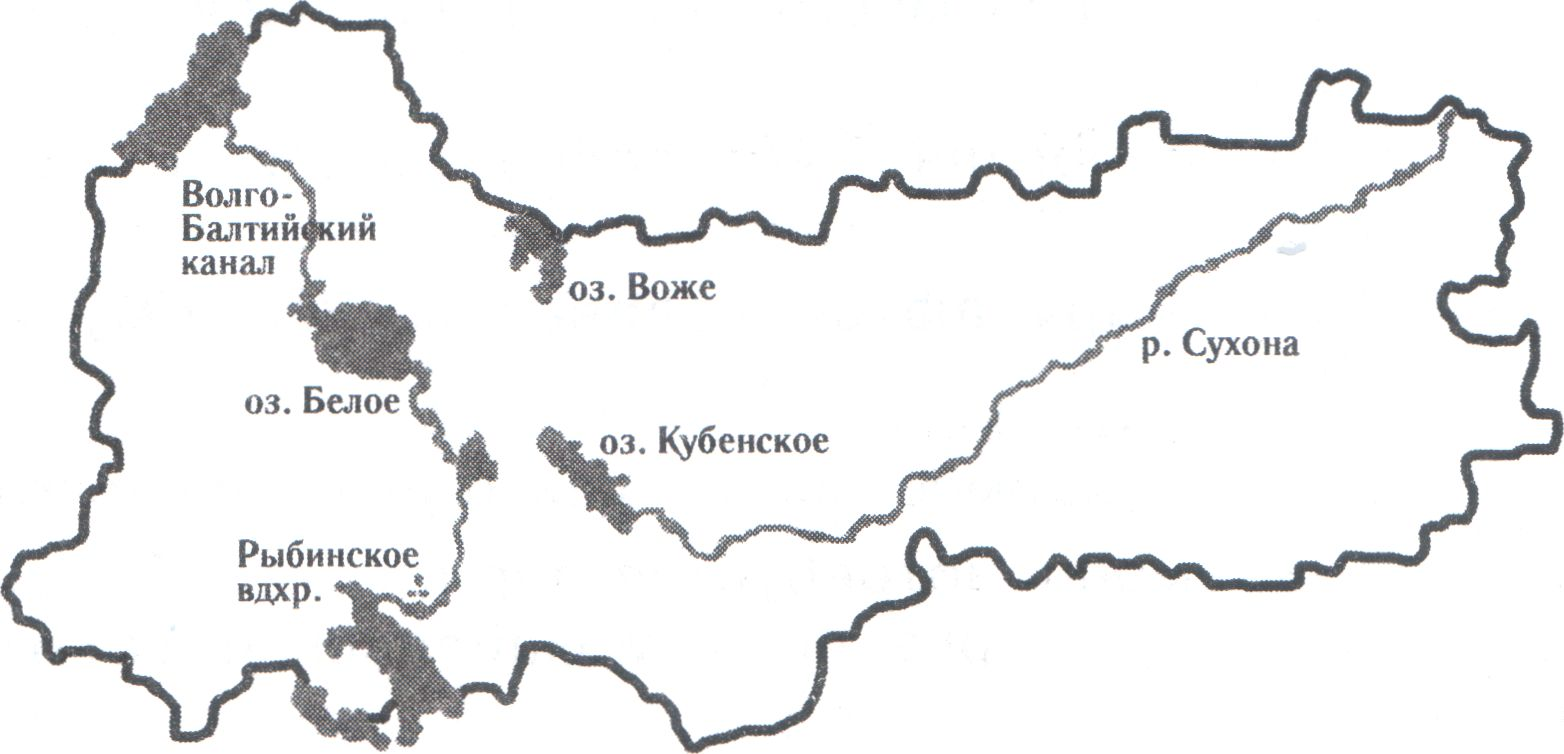 Волго-
Балтийский
канал
оз. Воже
р. Сухона
оз. Белое
оз. Кубенское
Рыбинское
вдхр.